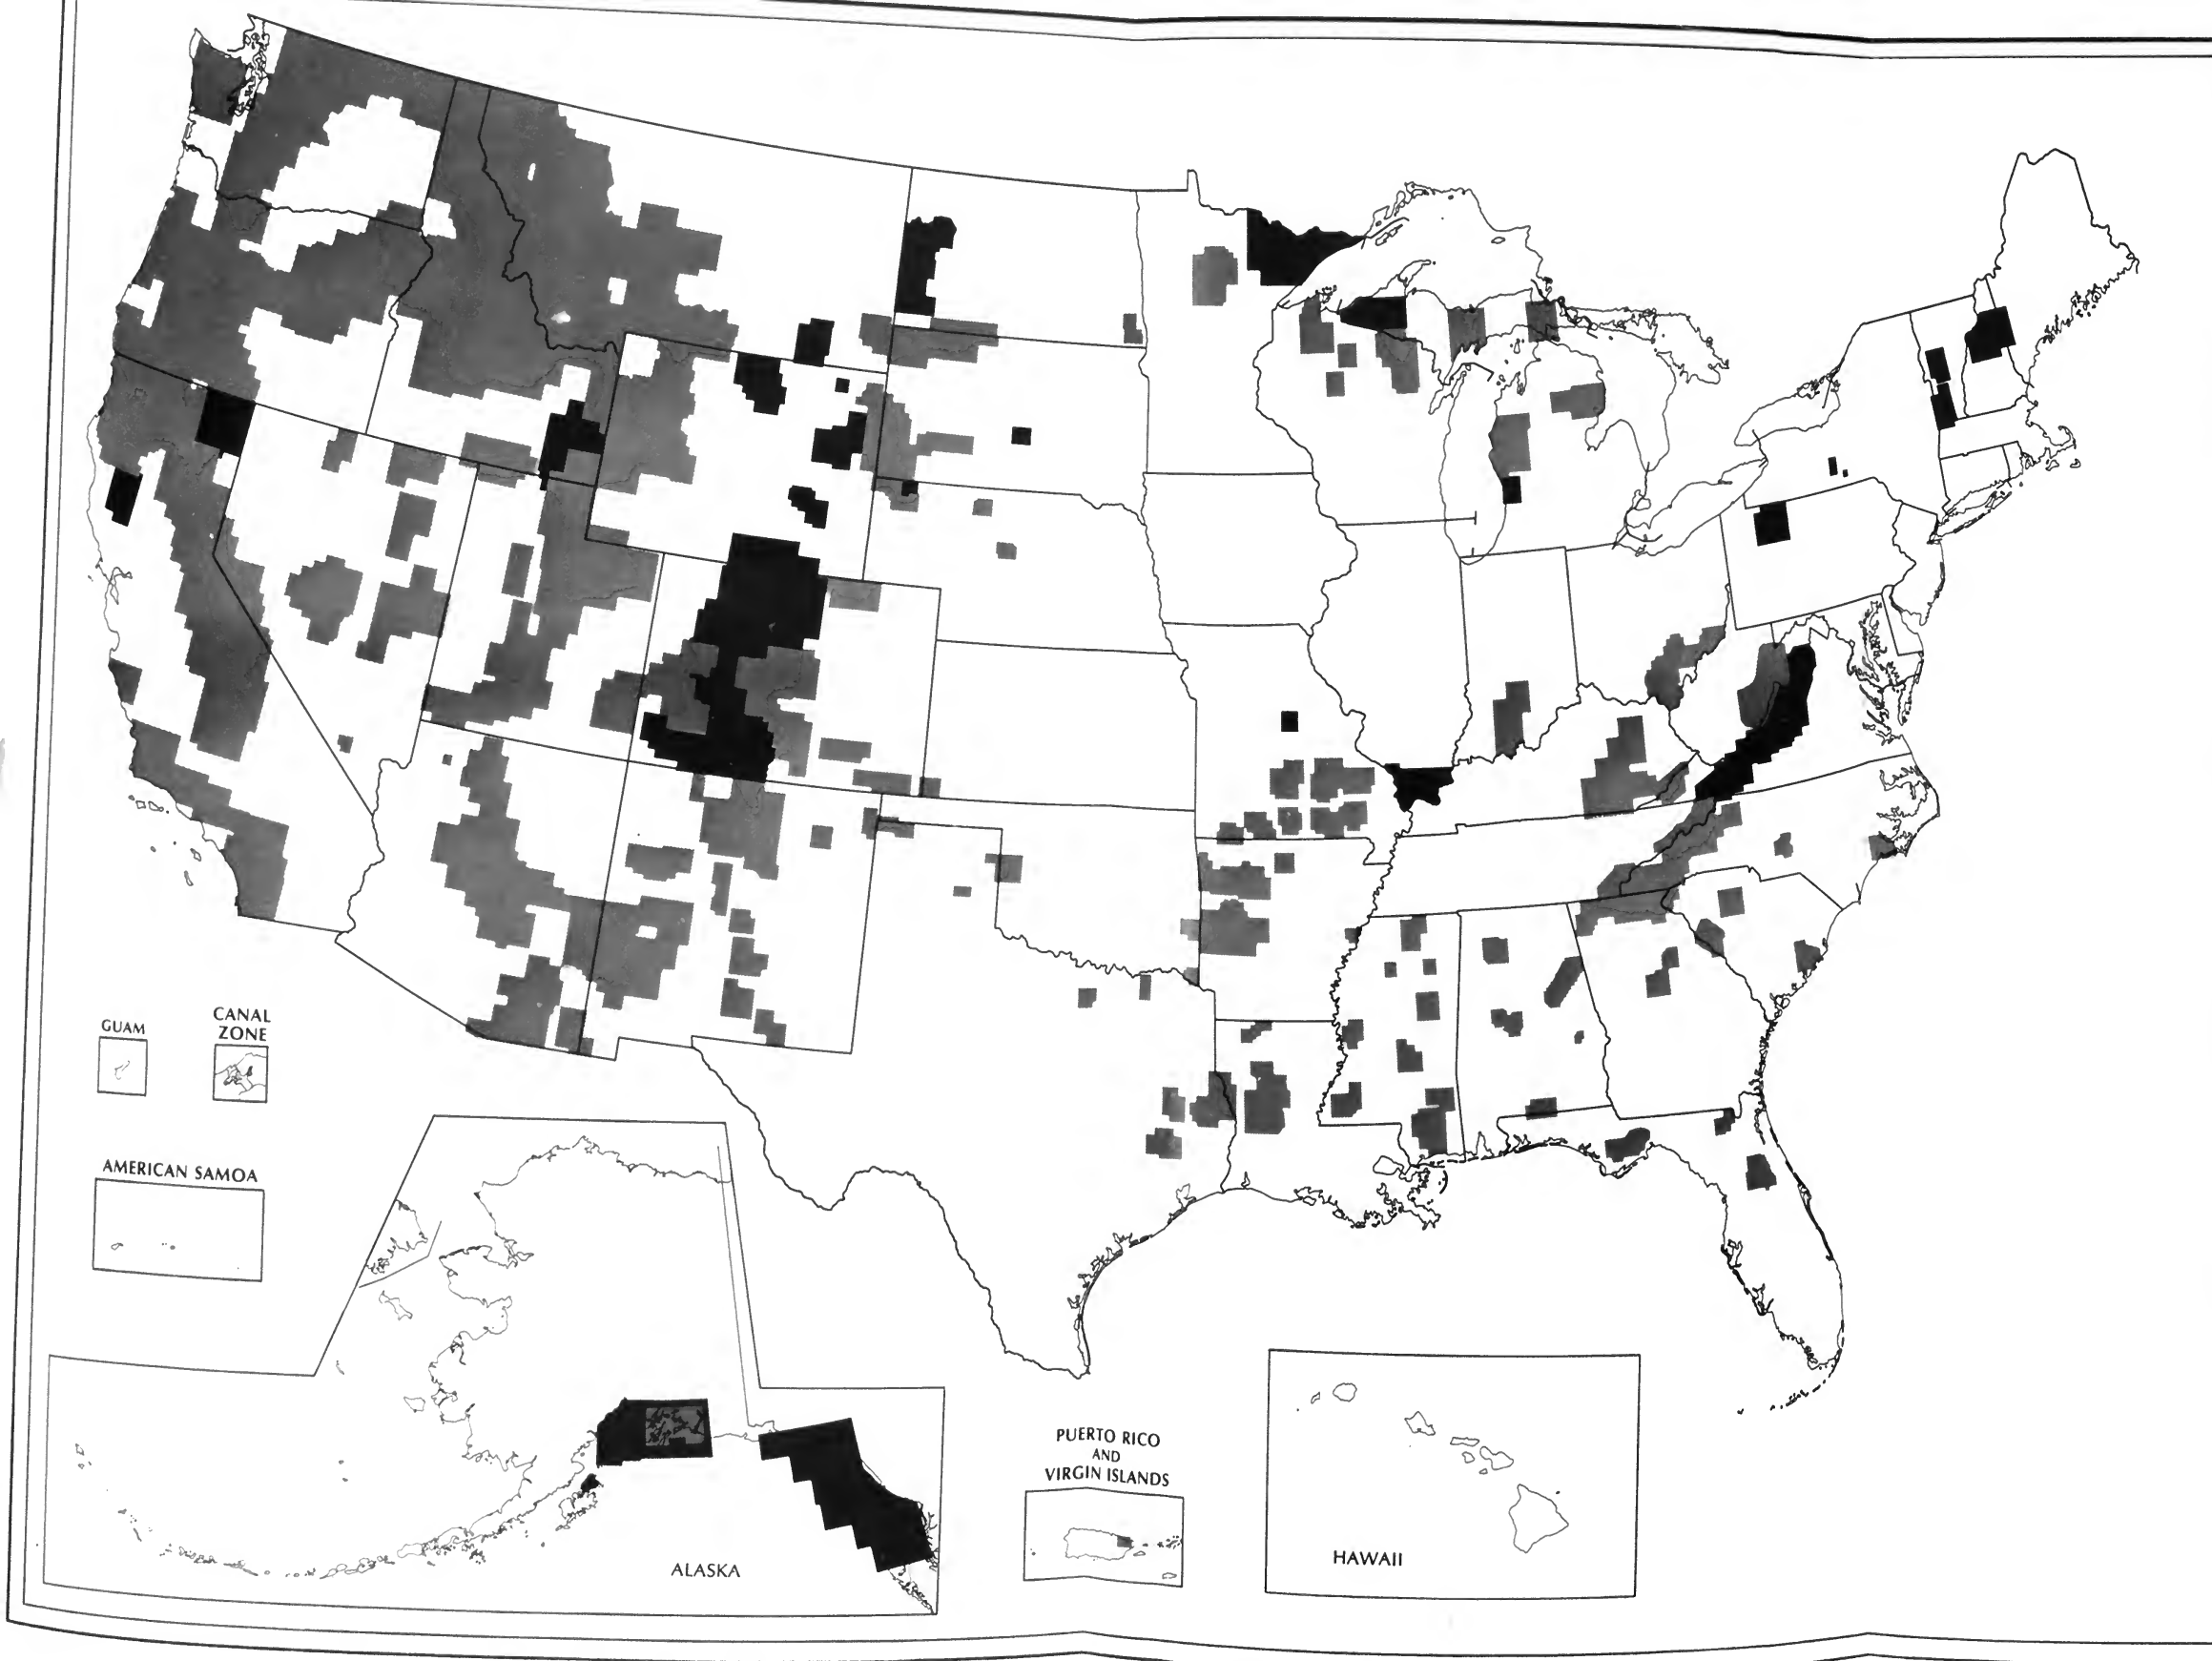 GUAM
CANAL
ZONE
AMERICAN SAMOA
ALASKA
PUERTO RICO
AND
VIRGIN ISLANDS
HAWAII